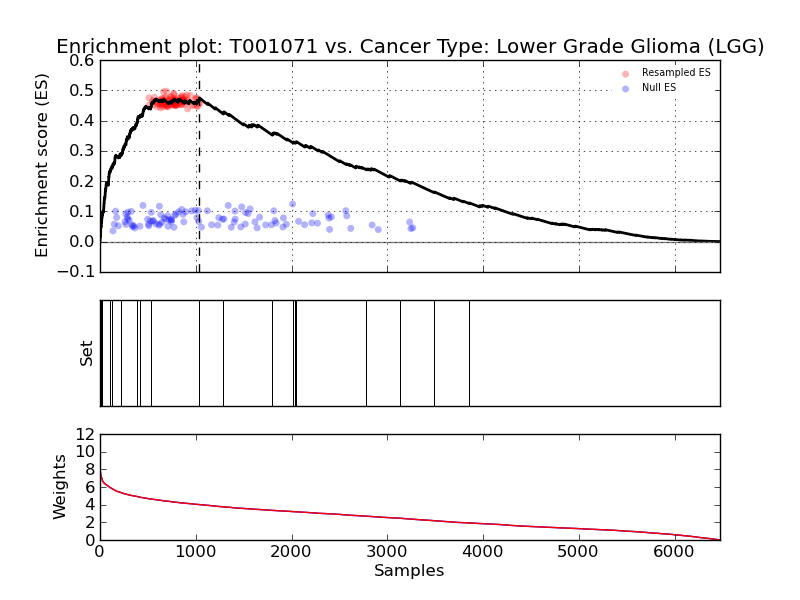 Enrichment plot: T001071 vs. Cancer Type: Lower Grade Glioma (LGG)
0.6
0.5
0.4
0.3
0.2
0.1
0.0
−0.1
Enrichment score (ES)
Resampled ES
Null ES
Set
12
10
8
6
4
2
0
Weights
0 1000 2000 3000 4000 5000 6000
Samples